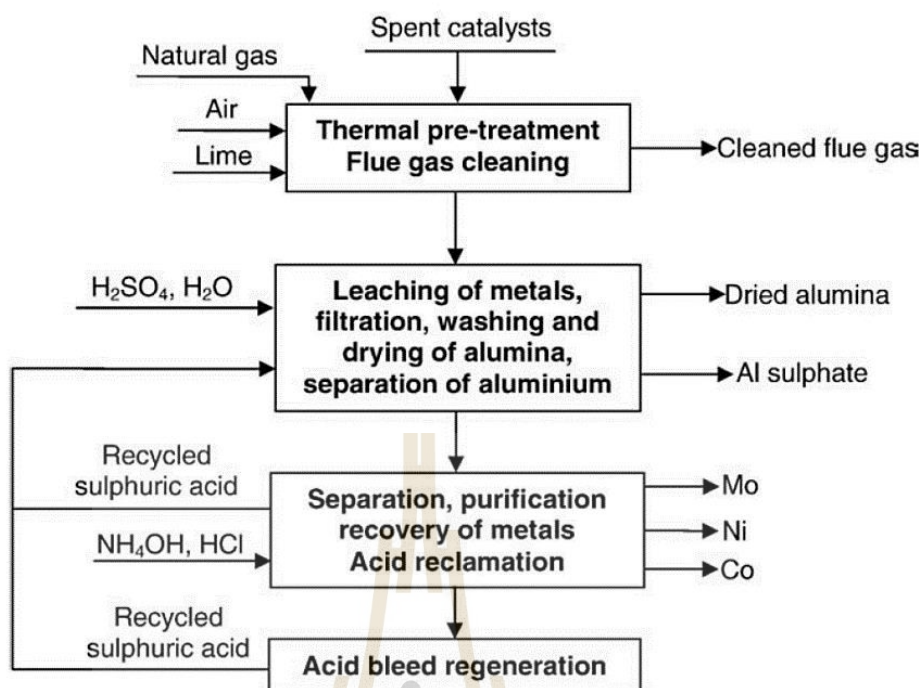 Spent catalysts
Natural gas
Air
Lime
Thermal pre-treatment
Flue gas cleaning
Cleaned flue gas
H₂SO₄, H₂O
Leaching of metals,
filtration, washing and
drying of alumina,
separation of aluminium
Dried alumina
Al sulphate
Recycled
sulphuric acid
NH₄OH, HCl
Separation, purification
recovery of metals
Acid reclamation
Mo
Ni
Co
Recycled
sulphuric acid
Acid bleed regeneration